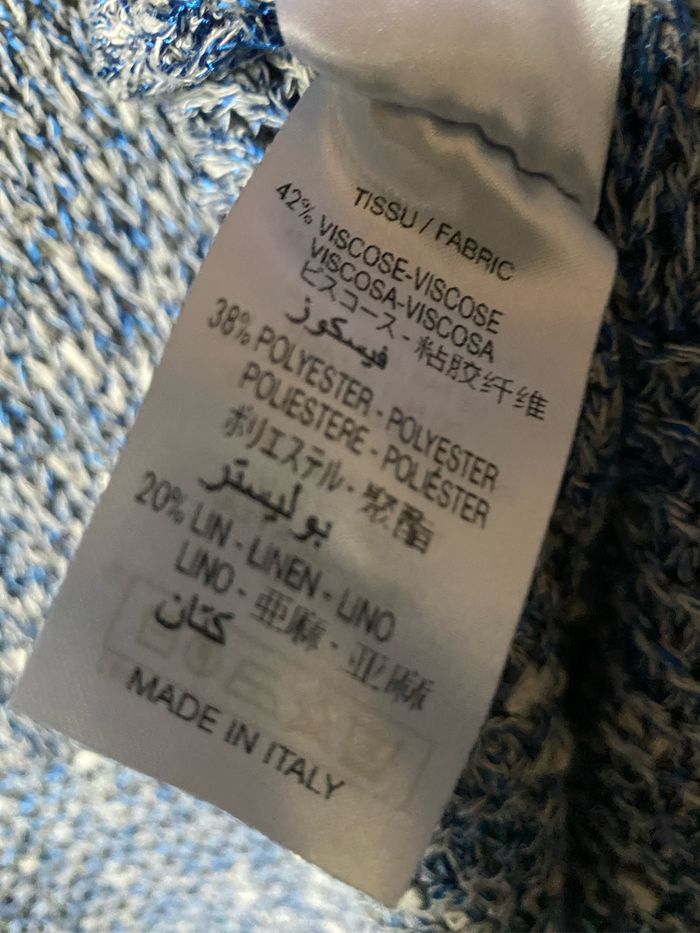 TISSU / FABRIC
42% VISCOSE-VISCOSE
VISCOSA-VISCOSA
ビスコース - 粘胶纤维
فيسكوز
38% POLYESTER - POLYESTER
POLIESTERE - POLIÉSTER
ポリエステル - 聚酯
بوليستر
20% LIN - LINEN - LINO
LINO - 亜麻 - 亚麻
كتان
MADE IN ITALY